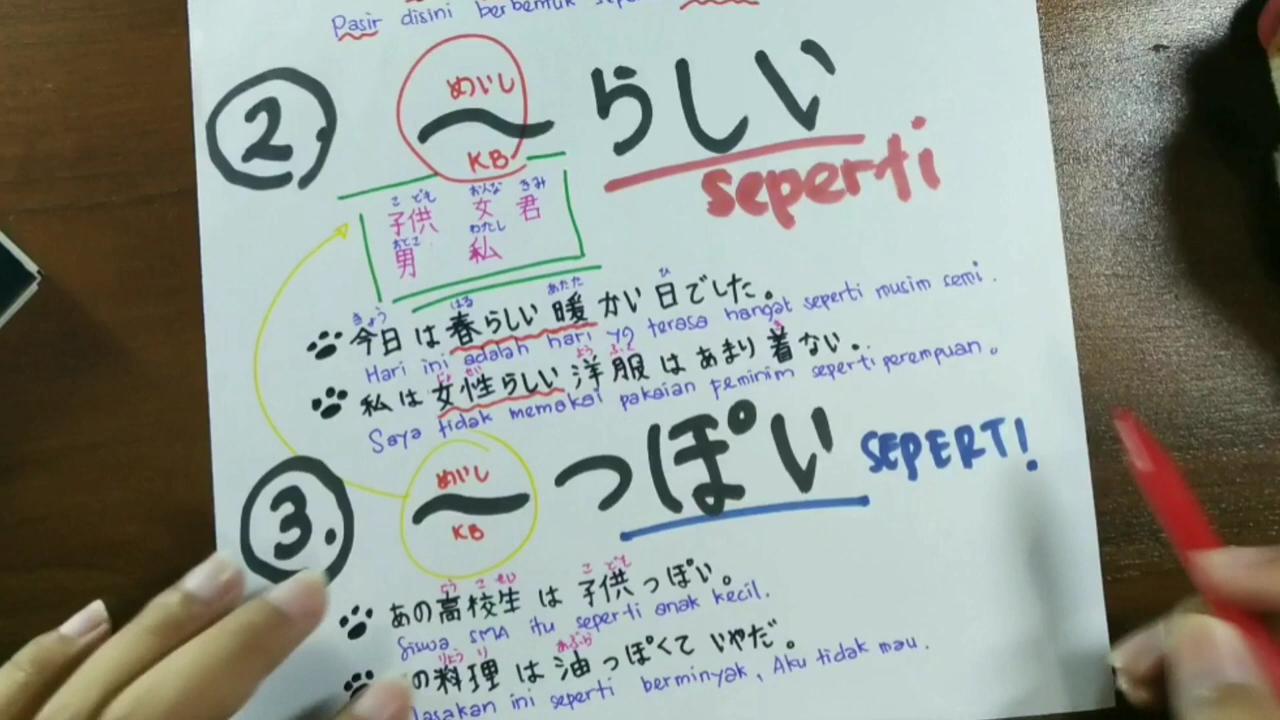 Pasir disini berbentuk
2. めいし 〜 KB らしい
seperti
こ ども おんな きみ
子供 女 君
おとこ わたし
男 私
きょう はる あたた ひ
今日は春らしい暖かい日でした。
Hari ini adalah hari yg terasa hangat seperti musim semi.
じょ せい よう ふく き
私は女性らしい洋服はあまり着ない。
Saya tidak memakai pakaian feminim seperti perempuan.
3. めいし 〜 KB っぽい SEPERTI
こう こ せい こ ども
あの高校生は子供っぽい。
Siswa SMA itu seperti anak kecil.
りょう り あぶら
の料理は油っぽくていやだ。
asakan ini seperti berminyak, Aku tidak mau.